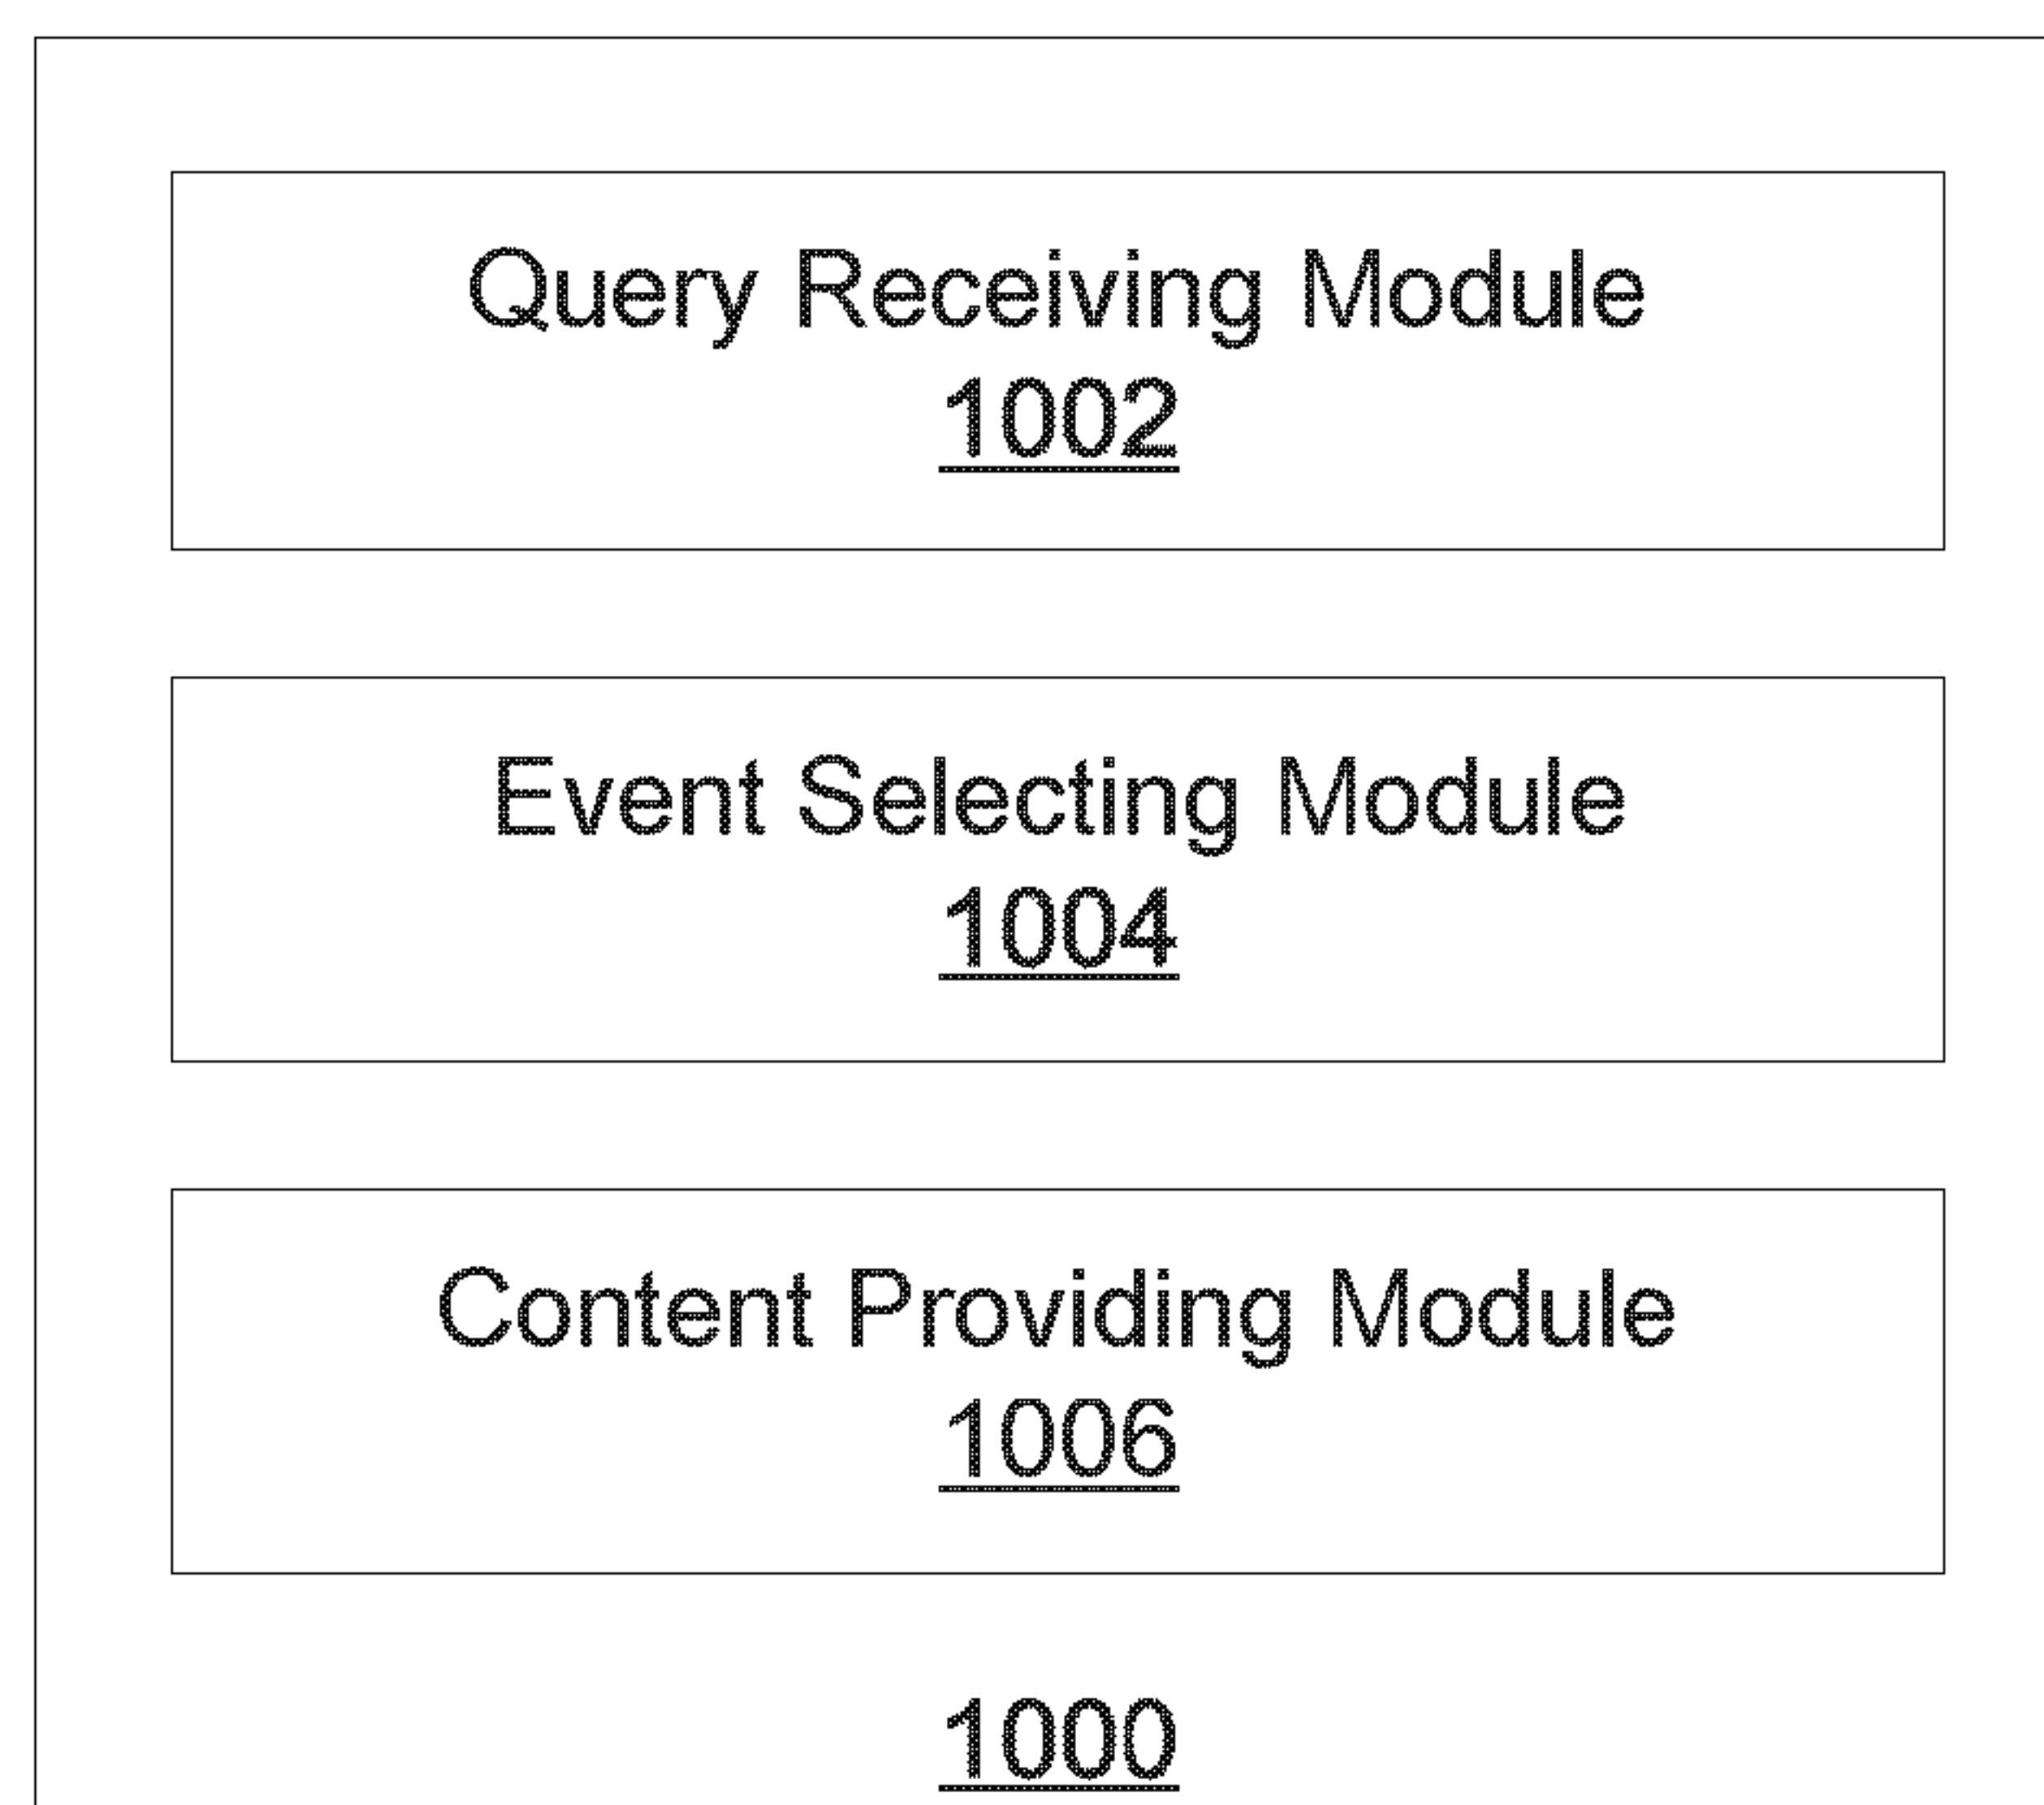 Query Receiving Module
1002
Event Selecting Module
1004
Content Providing Module
1006
1000